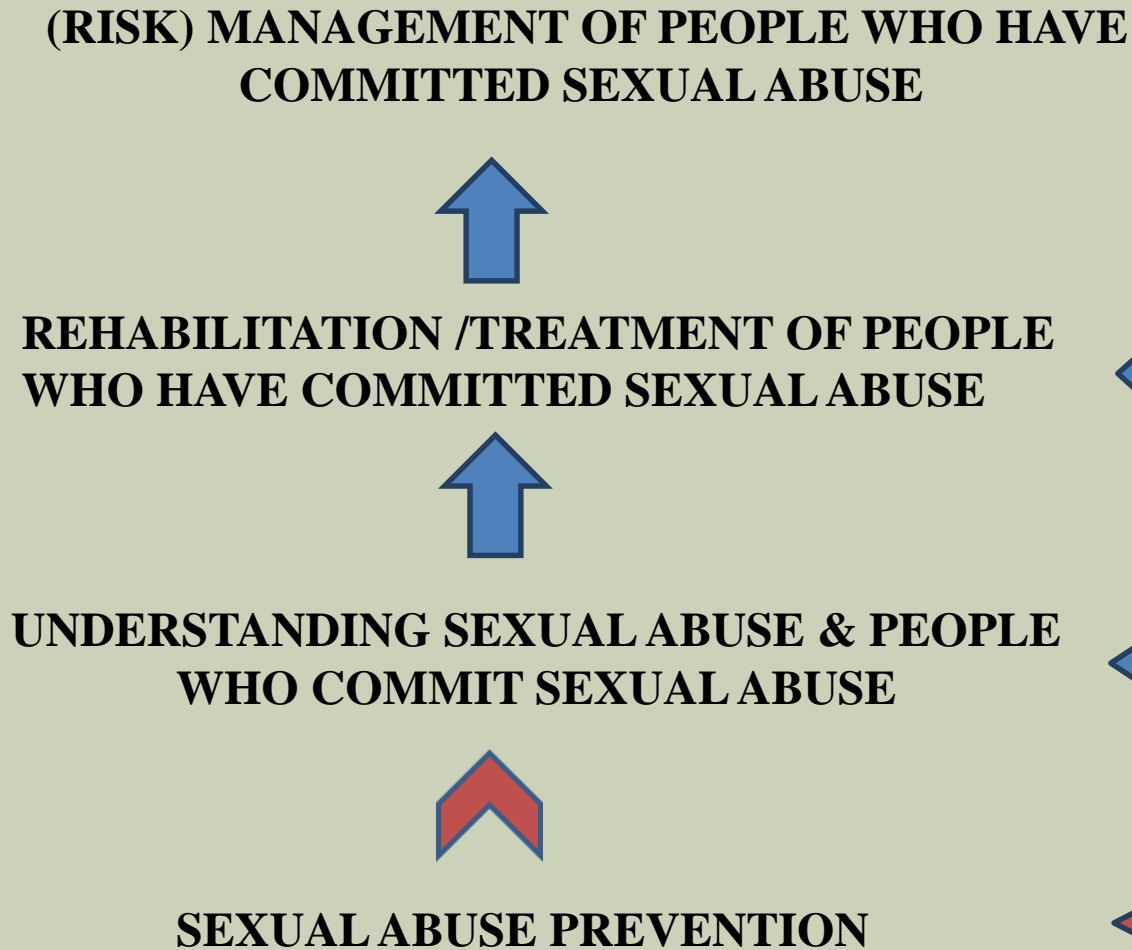 (RISK) MANAGEMENT OF PEOPLE WHO HAVE
COMMITTED SEXUAL ABUSE
REHABILITATION /TREATMENT OF PEOPLE
WHO HAVE COMMITTED SEXUAL ABUSE
UNDERSTANDING SEXUAL ABUSE & PEOPLE
WHO COMMIT SEXUAL ABUSE
SEXUAL ABUSE PREVENTION